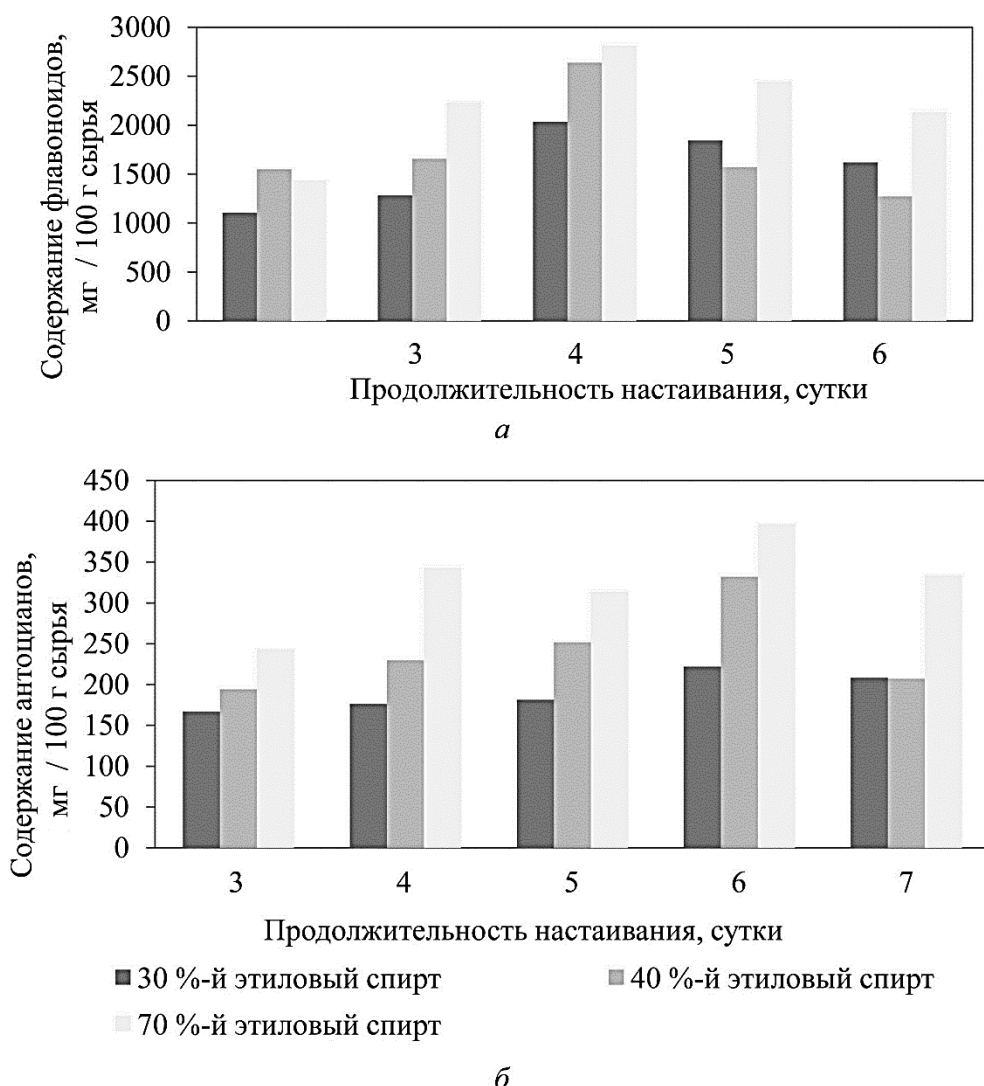 3000
2500
2000
1500
1000
500
0
Содержание флавоноидов,
мг / 100 г сырья
3 4 5 6
Продолжительность настаивания, сутки
а
450
400
350
300
250
200
150
100
50
0
Содержание антоцианов,
мг / 100 г сырья
3 4 5 6 7
Продолжительность настаивания, сутки
30 %-й этиловый спирт 40 %-й этиловый спирт
70 %-й этиловый спирт
б